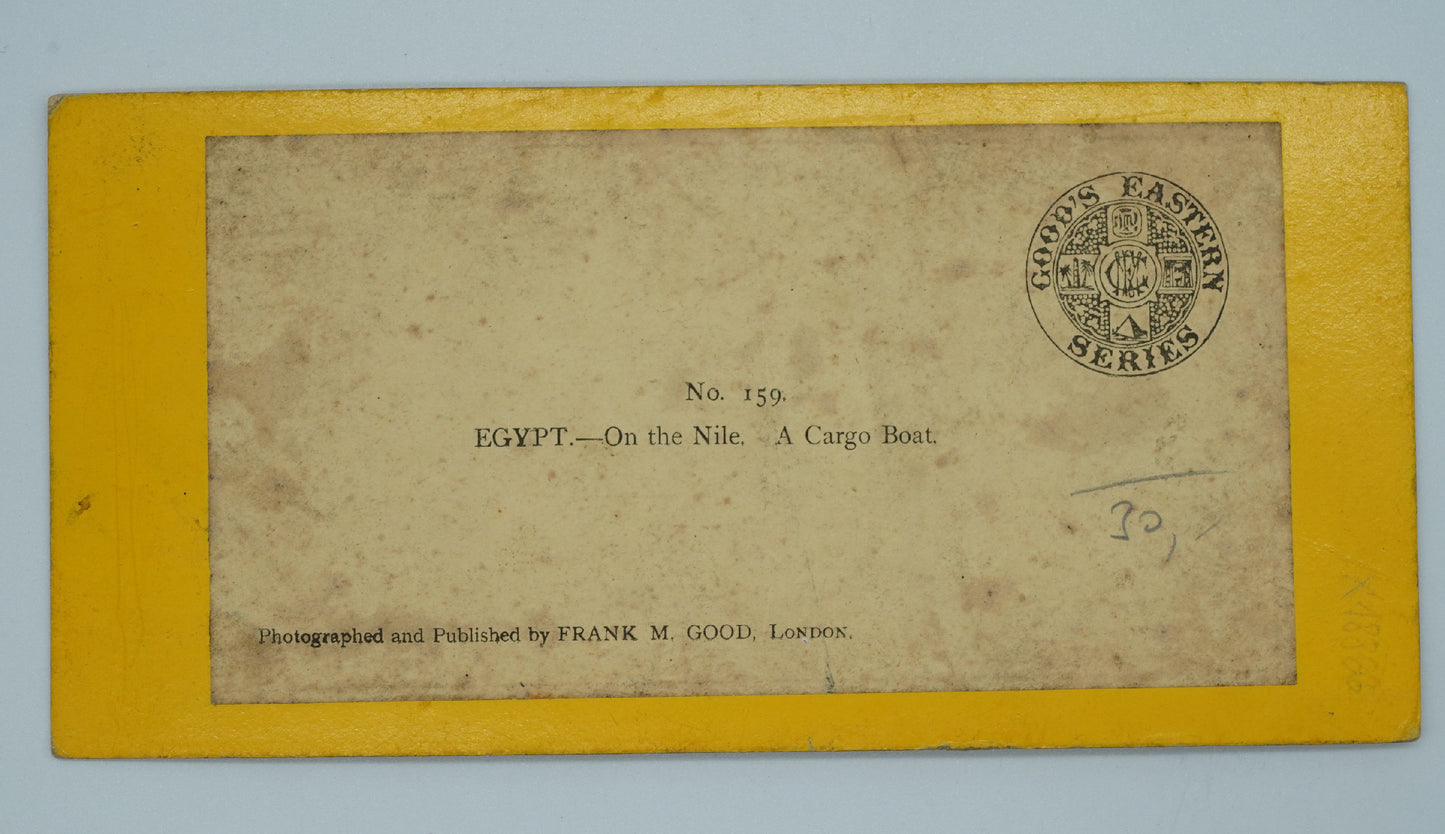 GOOD'S EASTERN
SERIES
No. 159.
EGYPT.—On the Nile. A Cargo Boat.
30,-
Photographed and Published by FRANK M. GOOD, LONDON.